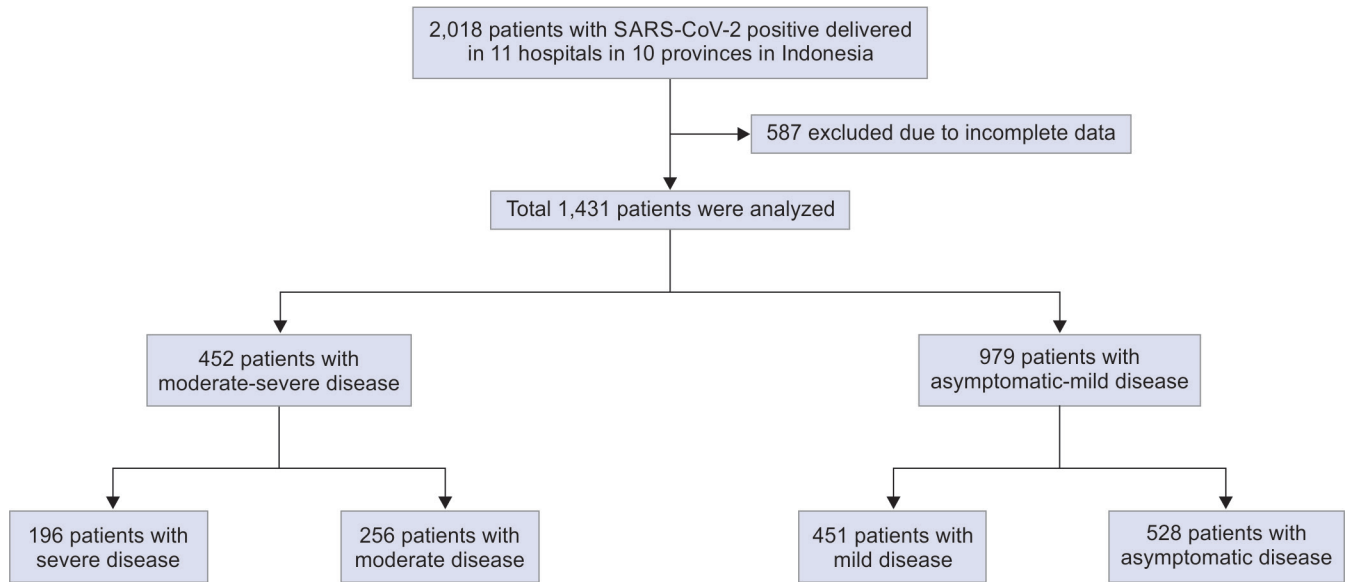 2,018 patients with SARS-CoV-2 positive delivered
in 11 hospitals in 10 provinces in Indonesia
587 excluded due to incomplete data
Total 1,431 patients were analyzed
452 patients with
moderate-severe disease
979 patients with
asymptomatic-mild disease
196 patients with
severe disease
256 patients with
moderate disease
451 patients with
mild disease
528 patients with
asymptomatic disease